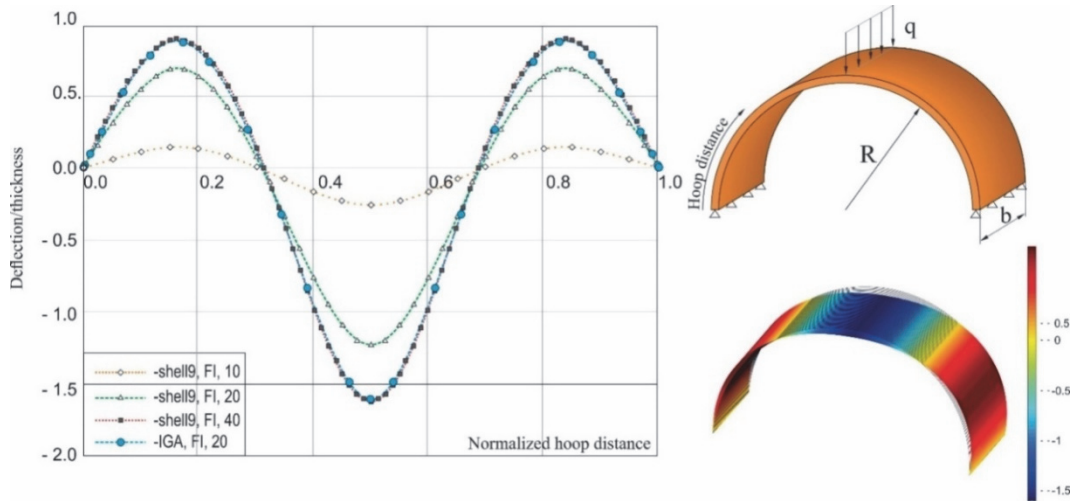 1.0
0.5
0.0
- 0.5
- 1.0
- 1.5
- 2.0
Deflection/thickness
0.0
0.2
0.4
0.6
0.8
1.0
-shell9, FI, 10
-shell9, FI, 20
-shell9, FI, 40
-IGA, FI, 20
Normalized hoop distance
q
Hoop distance
R
b
0.5
0
-0.5
-1
-1.5